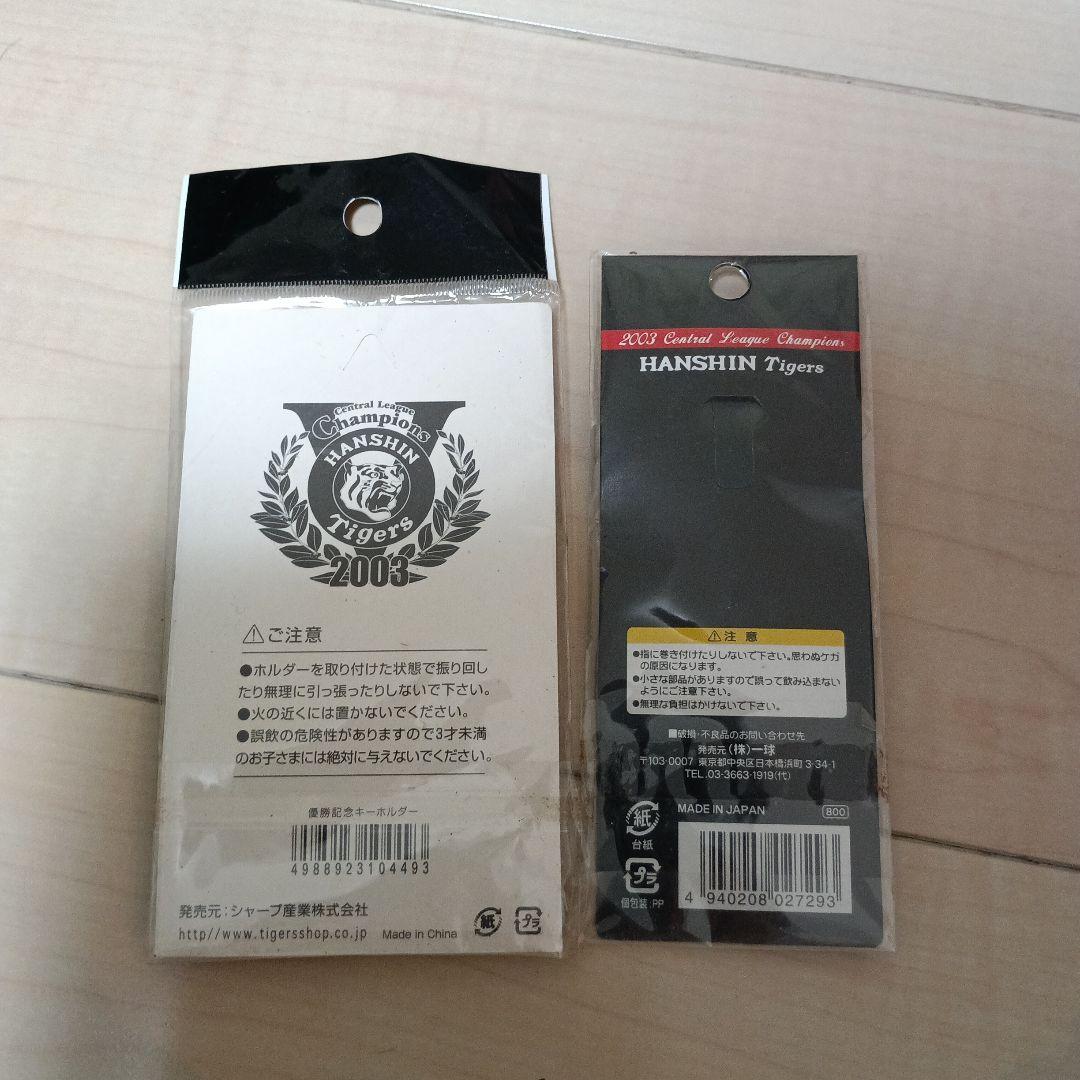 Central League
Champions
HANSHIN
Tigers
2003
⚠ご注意
●ホルダーを取り付けた状態で振り回し
たり無理に引っ張ったりしないで下さい。
●火の近くには置かないでください。
●誤飲の危険性がありますので3才未満
のお子さまには絶対に与えないでください。
優勝記念キーホルダー
4988923104493
発売元：シャープ産業株式会社
http//www.tigersshop.co.jp Made in China
紙
プラ
2003 Central League Champions
HANSHIN Tigers
⚠注 意
●指に巻き付けたりしないで下さい。思わぬケガ
の原因になります。
●小さな部品がありますので誤って飲み込まない
ようにご注意下さい。
●無理な負担はかけないで下さい。
■破損・不良品のお問い合わせ先
発売元(株)一球
〒103-0007 東京都中央区日本橋浜町3-34-1
TEL.03-3663-1919(代)
紙
台紙
MADE IN JAPAN
800
プラ
個包装:PP
4 940208 027293